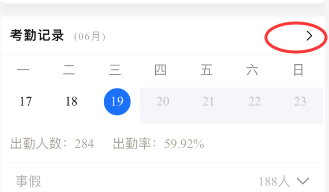 考勤记录 (06月)
一 二 三 四 五 六 日
17 18 19 20 21 22 23
出勤人数: 284 出勤率: 59.92%
事假 188人